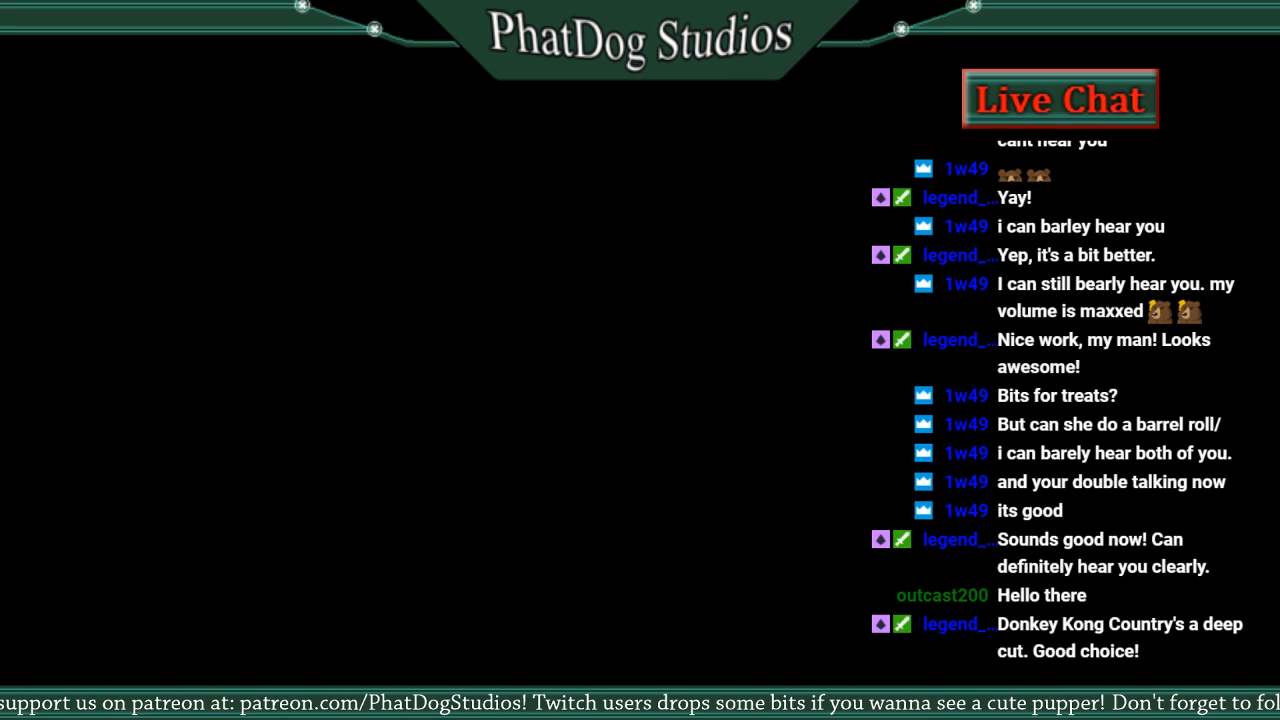 PhatDog Studios
Live Chat
cant hear you
1w49
legend_... Yay!
1w49 i can barley hear you
legend_... Yep, it's a bit better.
1w49 I can still bearly hear you. my
volume is maxxed
legend_... Nice work, my man! Looks
awesome!
1w49 Bits for treats?
1w49 But can she do a barrel roll/
1w49 i can barely hear both of you.
1w49 and your double talking now
1w49 its good
legend_... Sounds good now! Can
definitely hear you clearly.
outcast200 Hello there
legend_... Donkey Kong Country's a deep
cut. Good choice!
support us on patreon at: patreon.com/PhatDogStudios! Twitch users drops some bits if you wanna see a cute pupper! Don't forget to fol